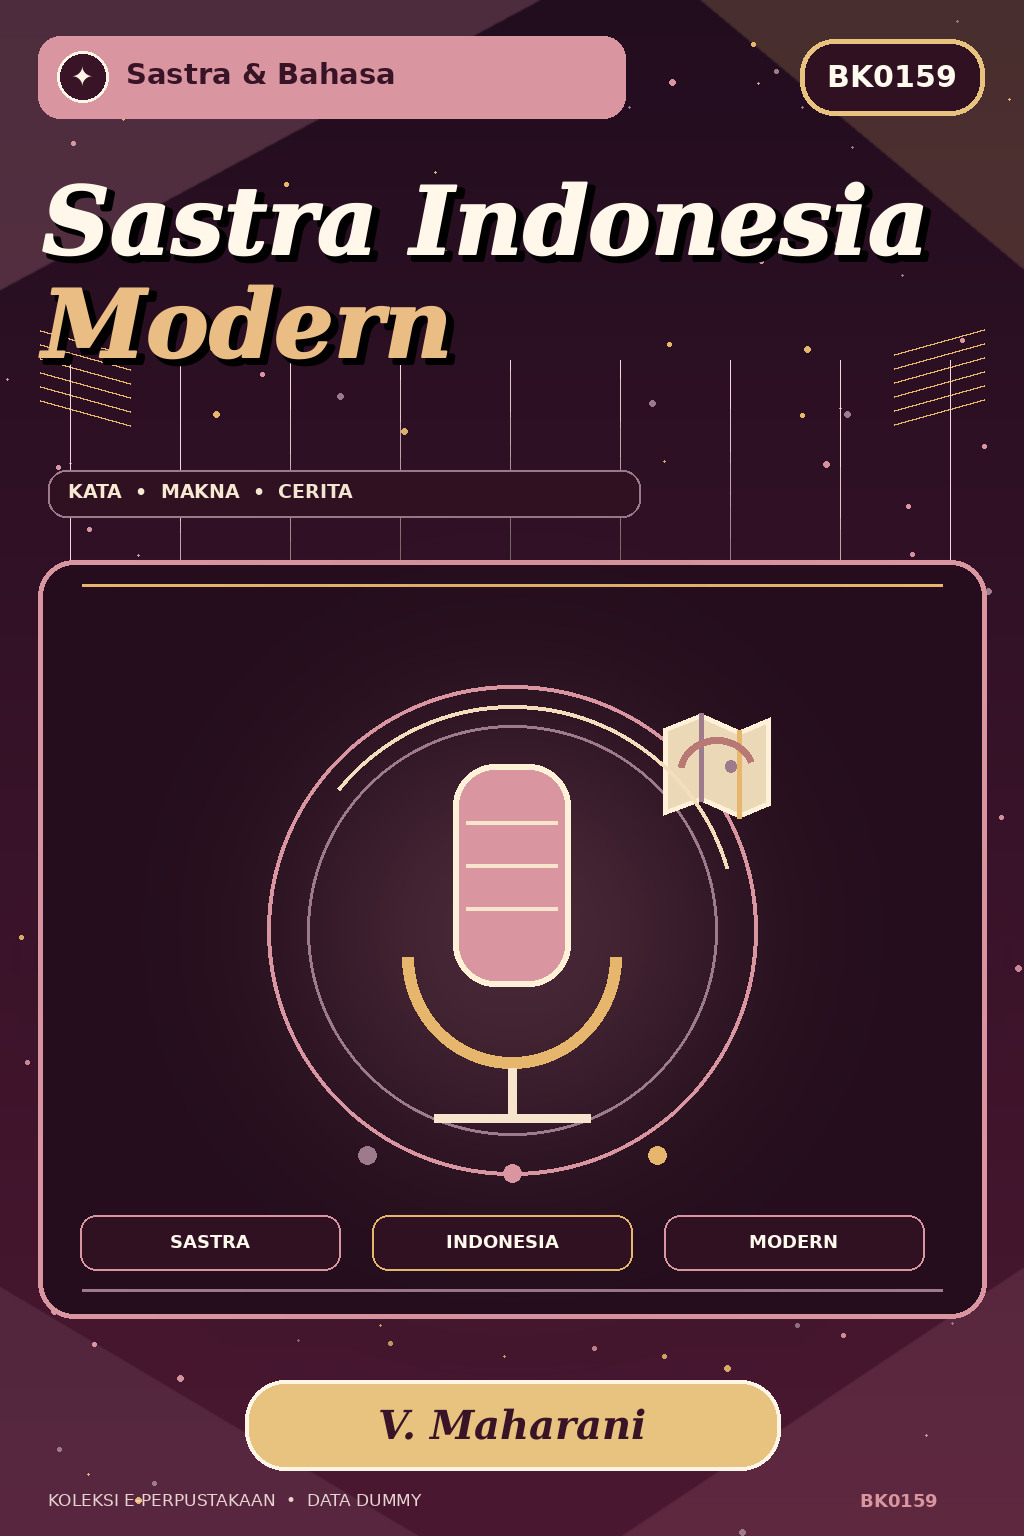 Sastra & Bahasa
BK0159
Sastra Indonesia
Modern
KATA • MAKNA • CERITA
SASTRA
INDONESIA
MODERN
V. Maharani
KOLEKSI E-PERPUSTAKAAN • DATA DUMMY
BK0159